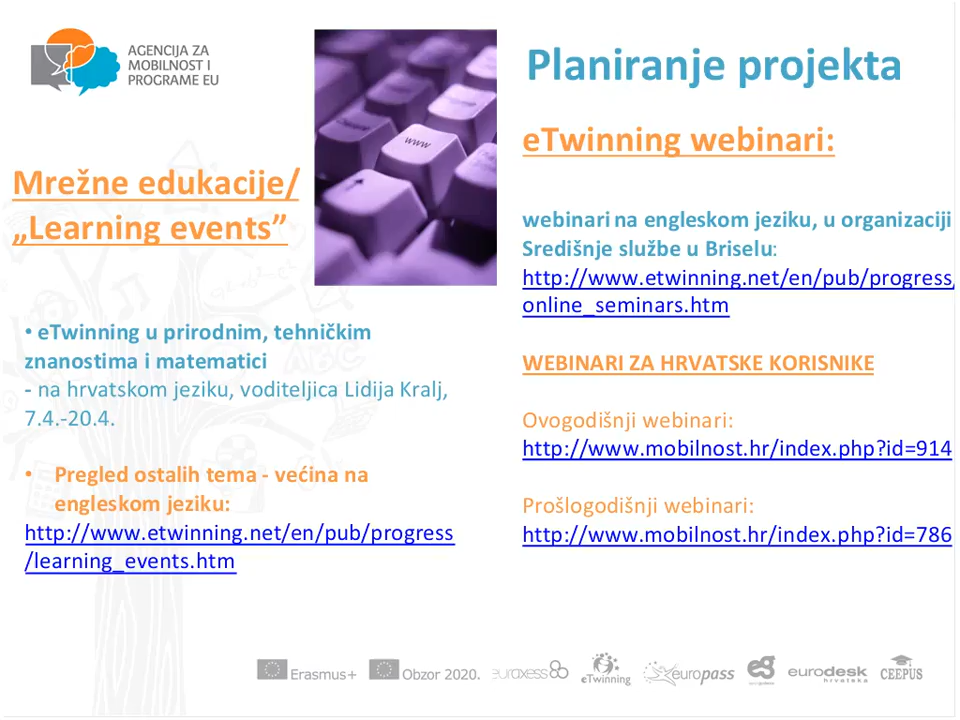 AGENCIJA ZA
MOBILNOST I
PROGRAME EU
www
Planiranje projekta
Mrežne edukacije/
„Learning events”
• eTwinning u prirodnim, tehničkim
znanostima i matematici
- na hrvatskom jeziku, voditeljica Lidija Kralj,
7.4.-20.4.
• Pregled ostalih tema - većina na
engleskom jeziku:
http://www.etwinning.net/en/pub/progress
/learning_events.htm
eTwinning webinari:
webinari na engleskom jeziku, u organizaciji
Središnje službe u Briselu:
http://www.etwinning.net/en/pub/progress/
online_seminars.htm
WEBINARI ZA HRVATSKE KORISNIKE
Ovogodišnji webinari:
http://www.mobilnost.hr/index.php?id=914
Prošlogodišnji webinari:
http://www.mobilnost.hr/index.php?id=786
Erasmus+
Obzor 2020.
euraxess
eTwinning
europass
eurodesk
hrvatska
CEEPUS